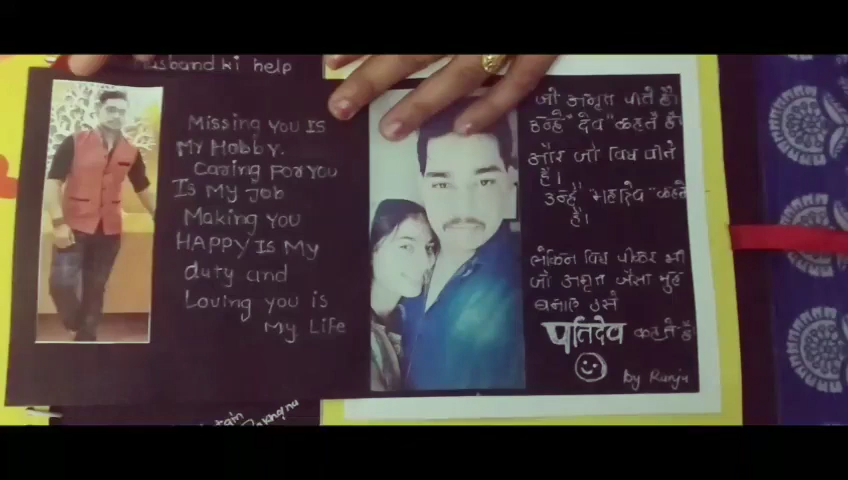 Husband ki help
Missing you Is
My Hobby.
Caring For you
Is My Job
Making you
HAPPY Is My
duty and
Loving you is
My Life
जो अमृत पीते है।
उन्हे "देव" कहते है।
और जो विष पीते
है।
उन्हे "महादेव" कहते
है।
लेकिन विष पीकर भी
जो अमृत जैसा मुह
बनाए उसे
पतिदेव कहते है।
by Runju